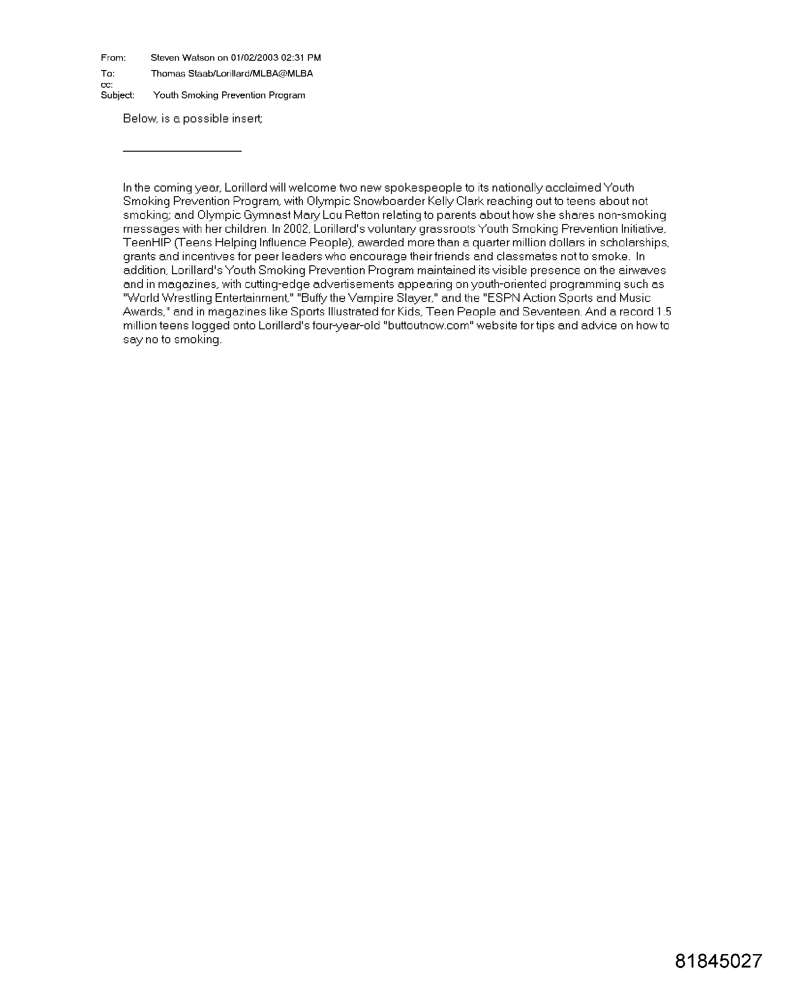 From: Steven Watson on 01/02/2003 02:31 PM
To: Thomas Staab/Lorillard/MLBA@MLBA
cc:
Subject: Youth Smoking Prevention Program
Below, is a possible insert;
In the coming year, Lorillard will welcome two new spokespeople to its nationally acclaimed Youth
Smoking Prevention Program, with Olympic Snowboarder Kelly Clark reaching out to teens about not
smoking; and Olympic Gymnast Mary Lou Retton relating to parents about how she shares non-smoking
messages with her children. In 2002, Lorillard's voluntary grassroots Youth Smoking Prevention Initiative,
TeenHIP (Teens Helping Influence People), awarded more than a quarter million dollars in scholarships,
grants and incentives for peer leaders who encourage their friends and classmates not to smoke. In
addition, Lorillard's Youth Smoking Prevention Program maintained its visible presence on the airwaves
and in magazines, with cutting-edge advertisements appearing on youth-oriented programming such as
"World Wrestling Entertainment," "Buffy the Vampire Slayer," and the "ESPN Action Sports and Music
Awards," and in magazines like Sports Illustrated for Kids, Teen People and Seventeen. And a record 1.5
million teens logged onto Lorillard's four-year-old "buttoutnow.com" website for tips and advice on how to
say no to smoking.
81845027